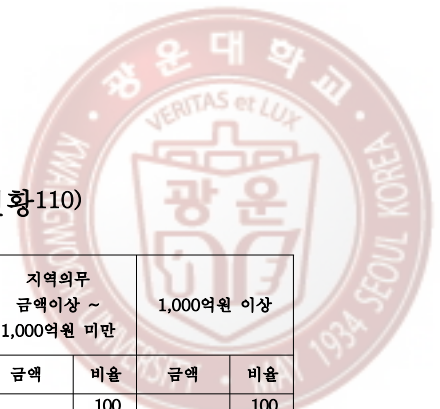 광운대학교
VERITAS et LUX
KWANGWOON UNIVERSITY · MAY 1934 SEOUL KOREA
광운
황110)
지역의무
금액이상 ~
1,000억원 미만
1,000억원 이상
금액 비율 금액 비율
100 100